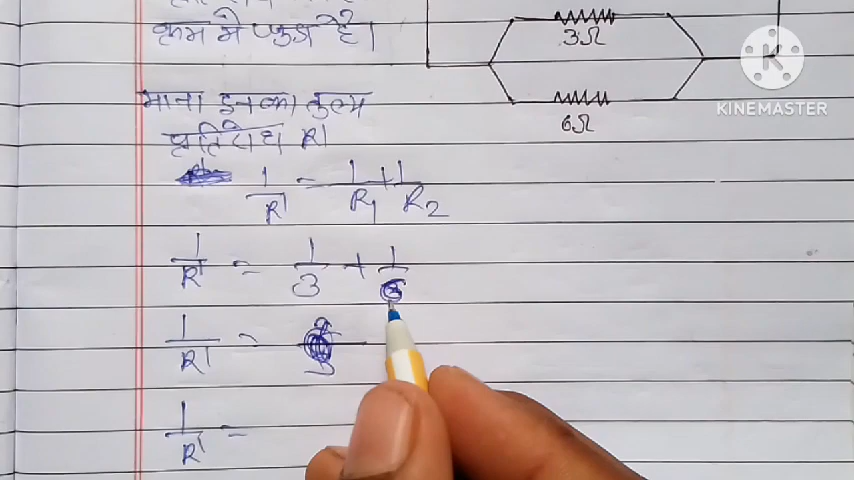 क्रम में जुड़ा है।
3Ω
6Ω
KINEMASTER
माना इनका तुल्य
प्रतिरोध R'
1/R' = 1/R₁ + 1/R₂
1/R' = 1/3 + 1/6
1/R' =
1/R' =